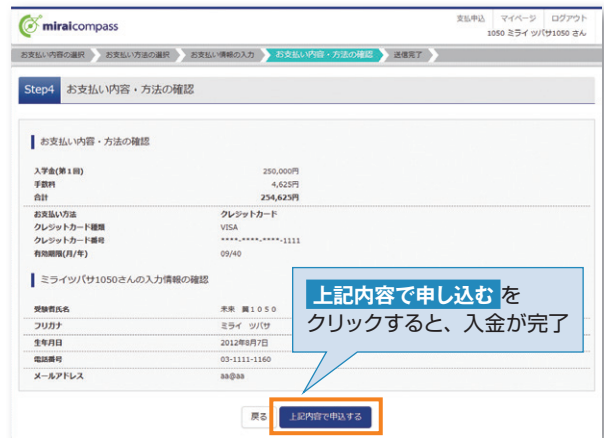 miraicompass
支払申込 マイページ ログアウト
1050 ミライ ツバサ1050 さん
お支払い内容の選択 お支払い方法の選択 お支払い情報の入力 お支払い内容・方法の確認 送信完了
Step4 お支払い内容・方法の確認
お支払い内容・方法の確認
入学金(第1回) 250,000円
手数料 4,625円
合計 254,625円
お支払い方法 クレジットカード
クレジットカード種類 VISA
クレジットカード番号 ****-****-****-1111
有効期限(月/年) 09/40
ミライツバサ1050さんの入力情報の確認
受験者氏名 未来 翼1050
フリガナ ミライ ツバサ
生年月日 2012年8月7日
電話番号 03-1111-1160
メールアドレス aa@aa
上記内容で申し込む を
クリックすると、入金が完了
戻る 上記内容で申込する